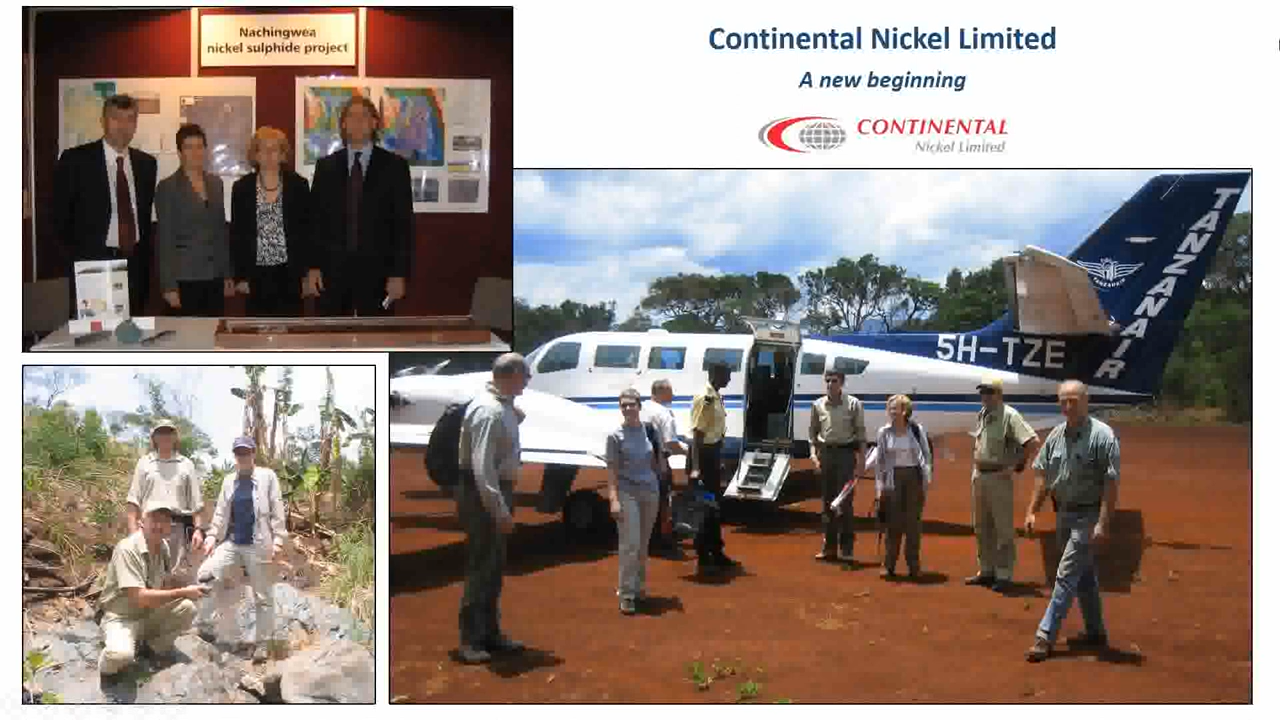 Nachingwea
nickel sulphide project
Continental Nickel Limited
A new beginning
CONTINENTAL
Nickel Limited
TANZANAIR
5H-TZE